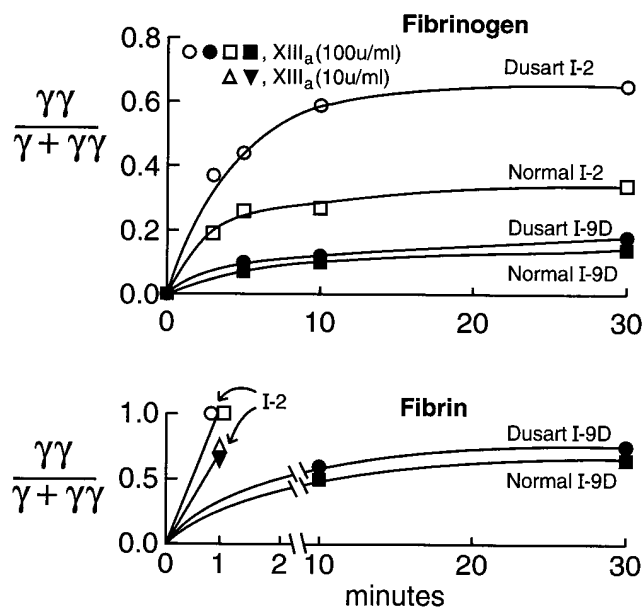 Fibrinogen
○ ● □ ■ , XIIIa (100u/ml)
△ ▼ , XIIIa (10u/ml)
γγ
γ + γγ
0.8
0.6
0.4
0.2
0.0
Dusart I-2
Normal I-2
Dusart I-9D
Normal I-9D
0 10 20 30
Fibrin
I-2
γγ
γ + γγ
1.0
0.5
0.0
Dusart I-9D
Normal I-9D
0 1 2 10 20 30
minutes